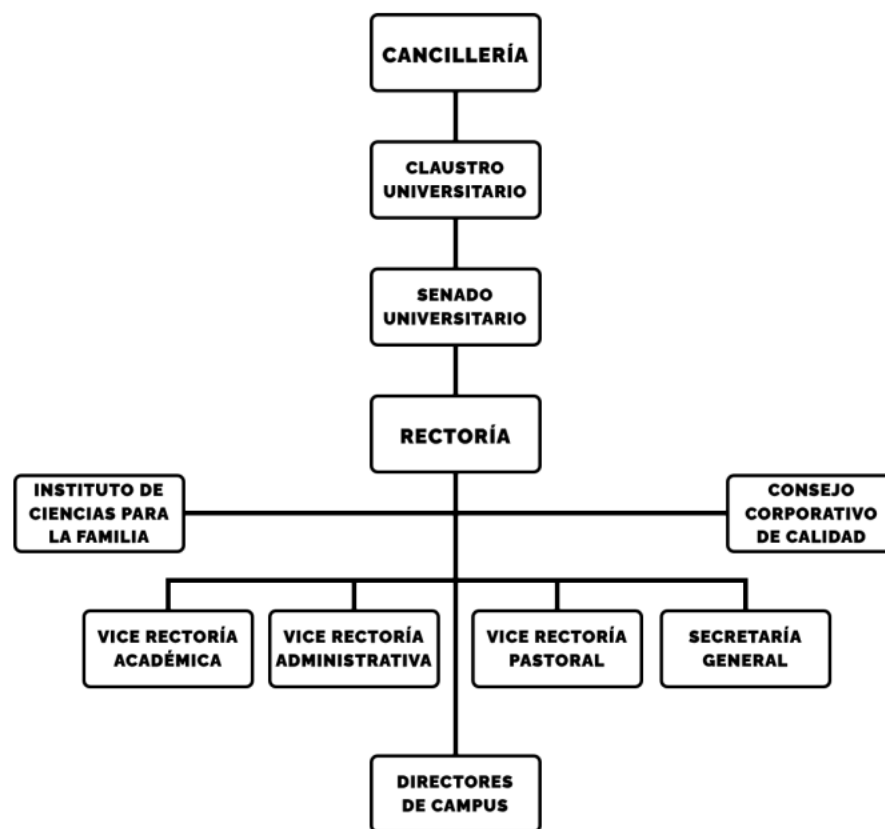 CANCILLERÍA
CLAUSTRO
UNIVERSITARIO
SENADO
UNIVERSITARIO
RECTORÍA
INSTITUTO DE
CIENCIAS PARA
LA FAMILIA
CONSEJO
CORPORATIVO
DE CALIDAD
VICE RECTORÍA
ACADÉMICA
VICE RECTORÍA
ADMINISTRATIVA
VICE RECTORÍA
PASTORAL
SECRETARÍA
GENERAL
DIRECTORES
DE CAMPUS